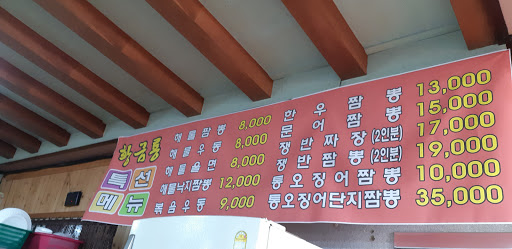 황금룡
특선
메뉴
해물짬뽕 8,000
해물우동 8,000
해물울면 8,000
해물낙지짬뽕 12,000
볶음우동 9,000
한우짬뽕 13,000
문어짬뽕 15,000
쟁반짜장(2인분) 17,000
쟁반짬뽕(2인분) 19,000
통오징어짬뽕 10,000
통오징어단지짬뽕 35,000